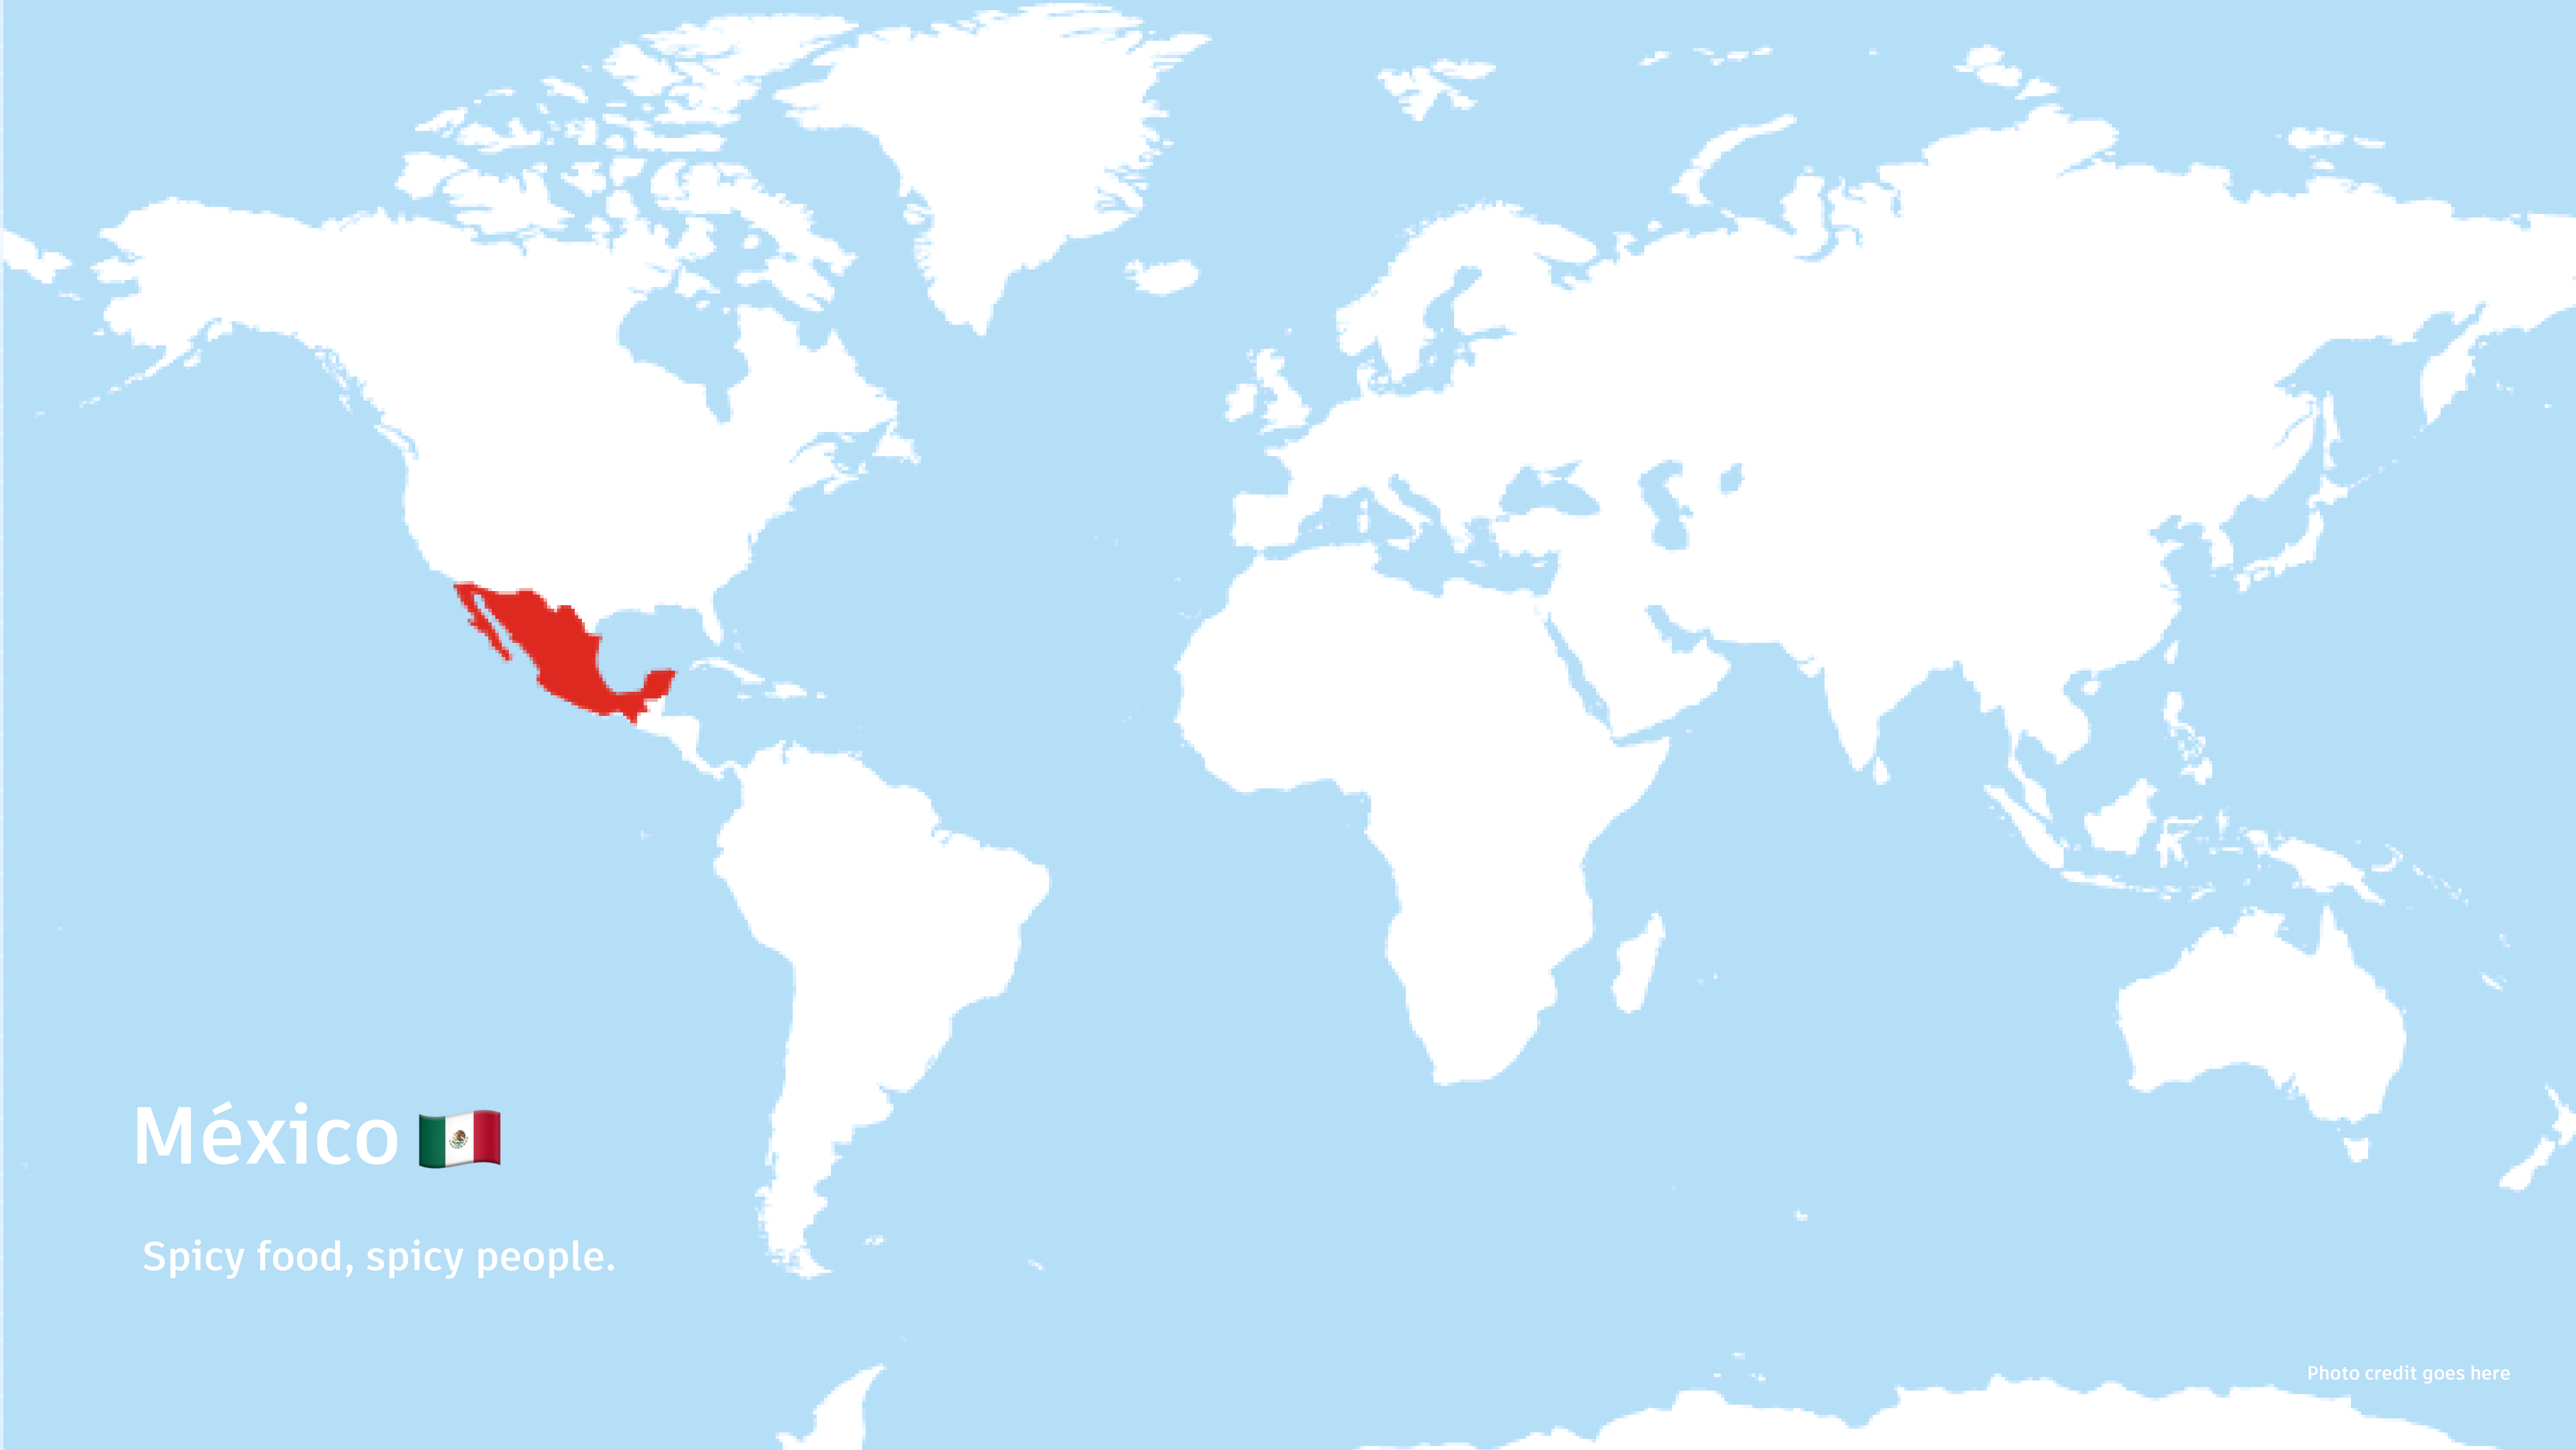 México 🇲🇽
Spicy food, spicy people.
Photo credit goes here